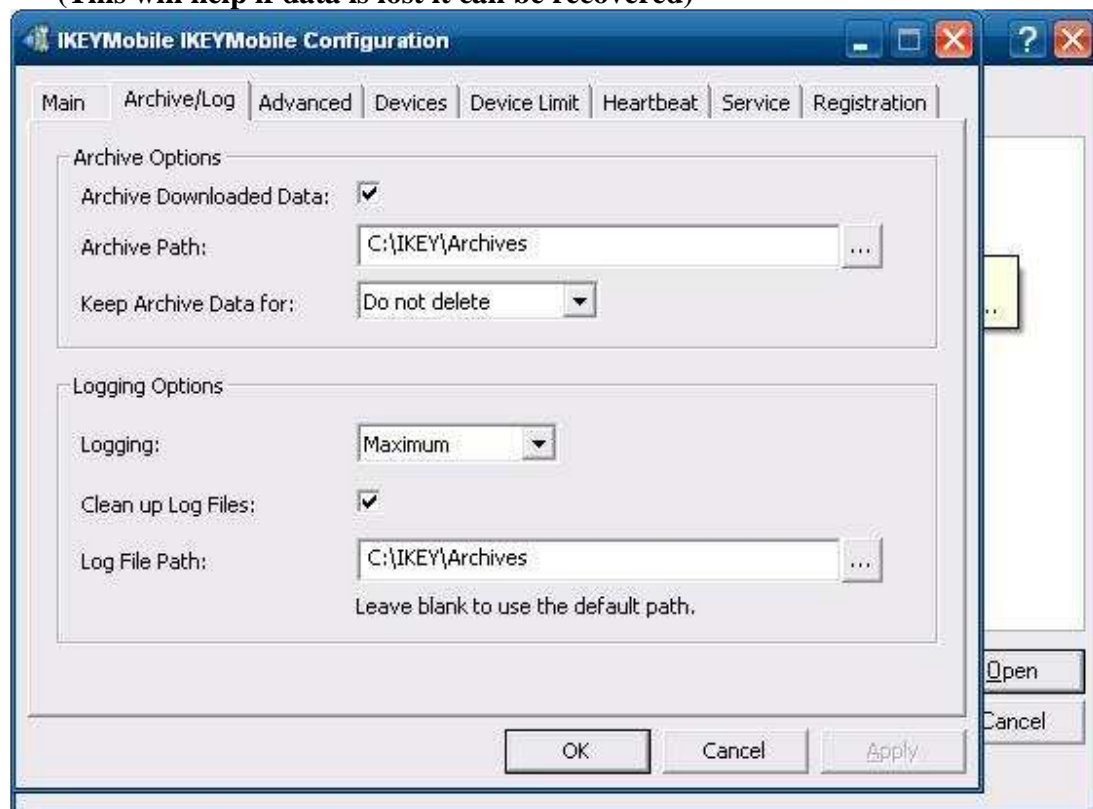 (This will help if data is lost it can be recovered)
IKEYMobile IKEYMobile Configuration
Main Archive/Log Advanced Devices Device Limit Heartbeat Service Registration
Archive Options
Archive Downloaded Data:
Archive Path: C:\IKEY\Archives ...
Keep Archive Data for: Do not delete
Logging Options
Logging: Maximum
Clean up Log Files:
Log File Path: C:\IKEY\Archives ...
Leave blank to use the default path.
Open
Cancel
OK Cancel Apply